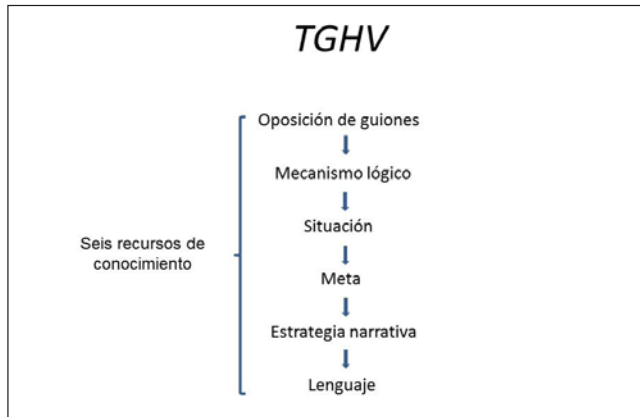 TGHV
Oposición de guiones
Mecanismo lógico
Situación
Seis recursos de
conocimiento
Meta
Estrategia narrativa
Lenguaje